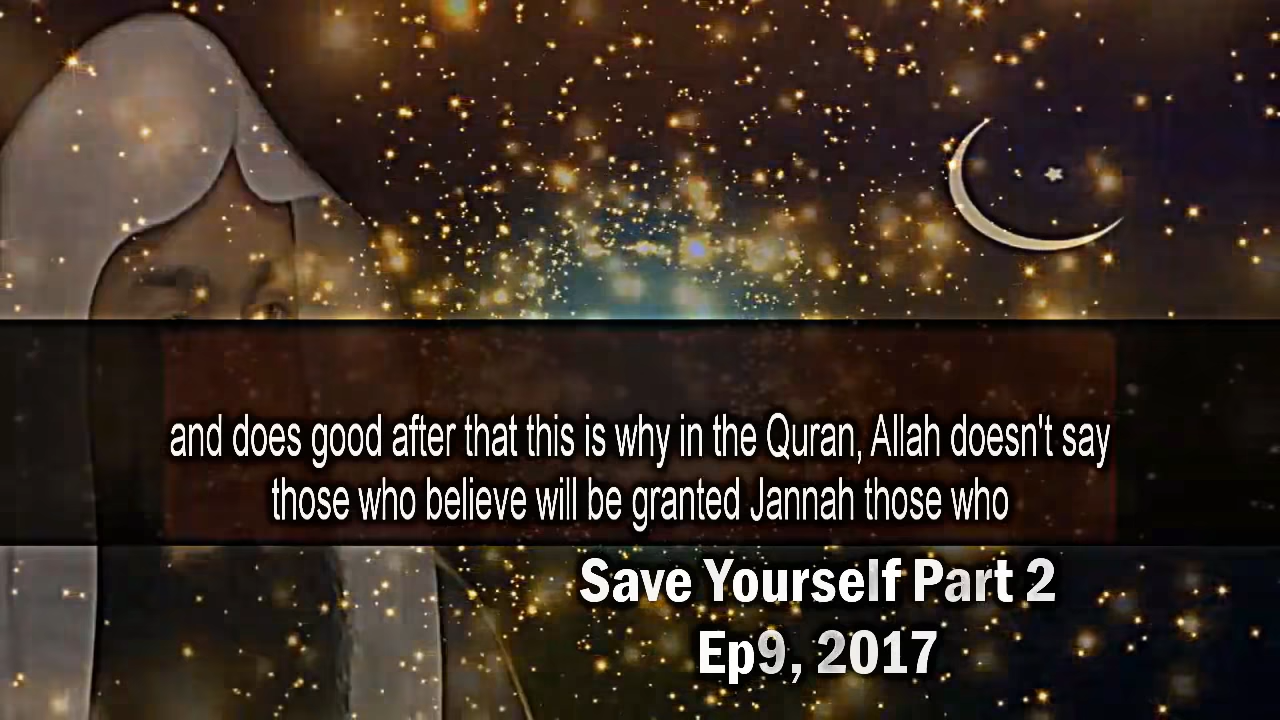 and does good after that this is why in the Quran, Allah doesn't say
those who believe will be granted Jannah those who
Save Yourself Part 2
Ep9, 2017